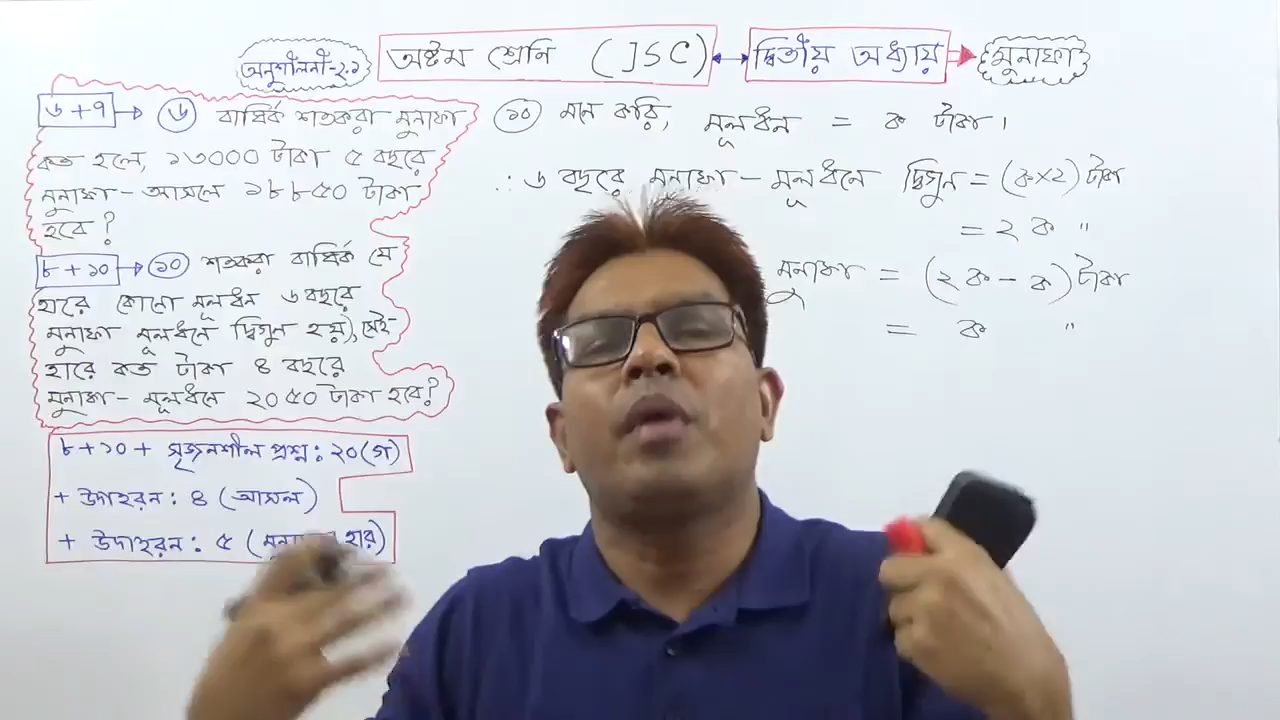 অনুশীলনী-২.১
অষ্টম শ্রেনি (JSC)
দ্বিতীয় অধ্যায়
মুনাফা
৬+৭ ৬ বার্ষিক শতকরা মুনাফা
কত হলে, ১৩০০০ টাকা ৫ বছরে
মুনাফা-আসলে ১৮৮৫০ টাকা
হবে?
৮+১০ ১০ শতকরা বার্ষিক যে
হারে কোনো মূলধন ৬ বছরে
মুনাফা মূলধনে দ্বিগুন হয়), সেই
হারে কত টাকা ৪ বছরে
মুনাফা-মূলধনে ২০৫০ টাকা হবে?
৮+১০+ সৃজনশীল প্রশ্ন: ২০(গ)
+ উদাহরন: ৪ (আসল)
+ উদাহরন: ৫ হার)
১০ মনে করি, মূলধন = ক টাকা।
∴ ৬ বছরে মুনাফা-মূলধনে দ্বিগুন = (ক×২) টাকা
= ২ ক "
মুনাফা = (২ক - ক) টাকা
= ক "